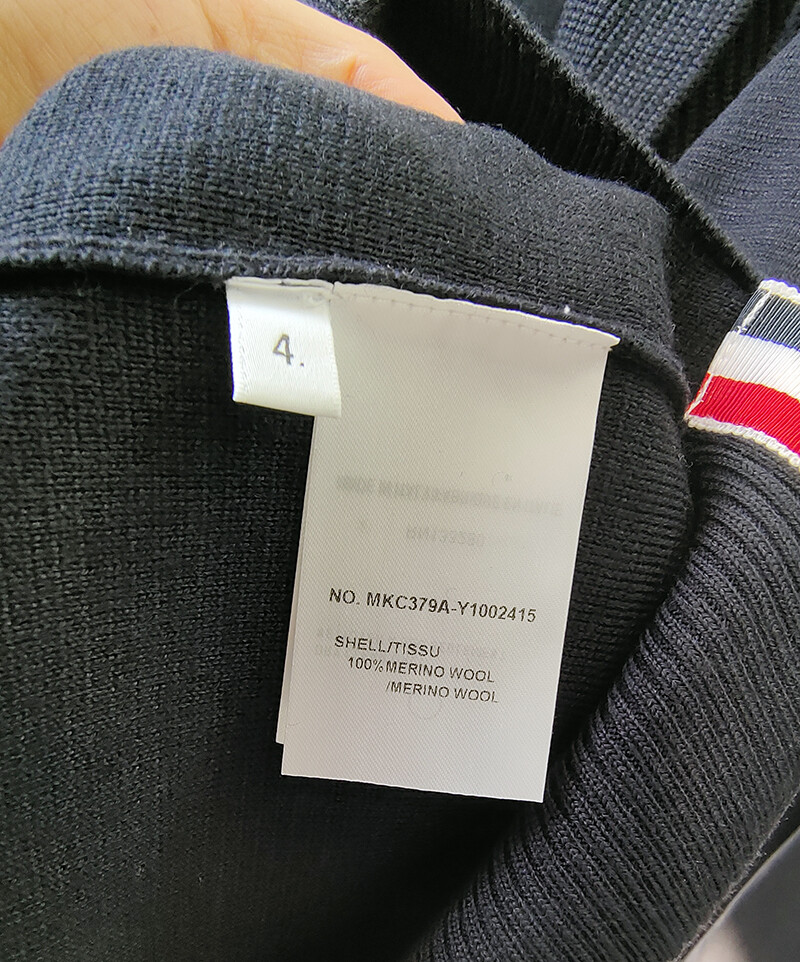 4.
NO. MKC379A-Y1002415
SHELL/TISSU
100% MERINO WOOL
/MERINO WOOL